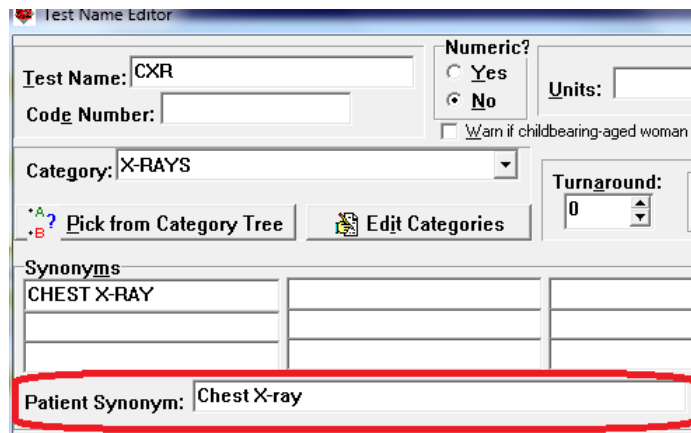 Test Name Editor
Test Name: CXR
Code Number:
Numeric?
Yes
No
Units:
Warn if childbearing-aged woman
Category: X-RAYS
Turnaround:
0
+A
+B ? Pick from Category Tree
Edit Categories
Synonyms
CHEST X-RAY
Patient Synonym: Chest X-ray